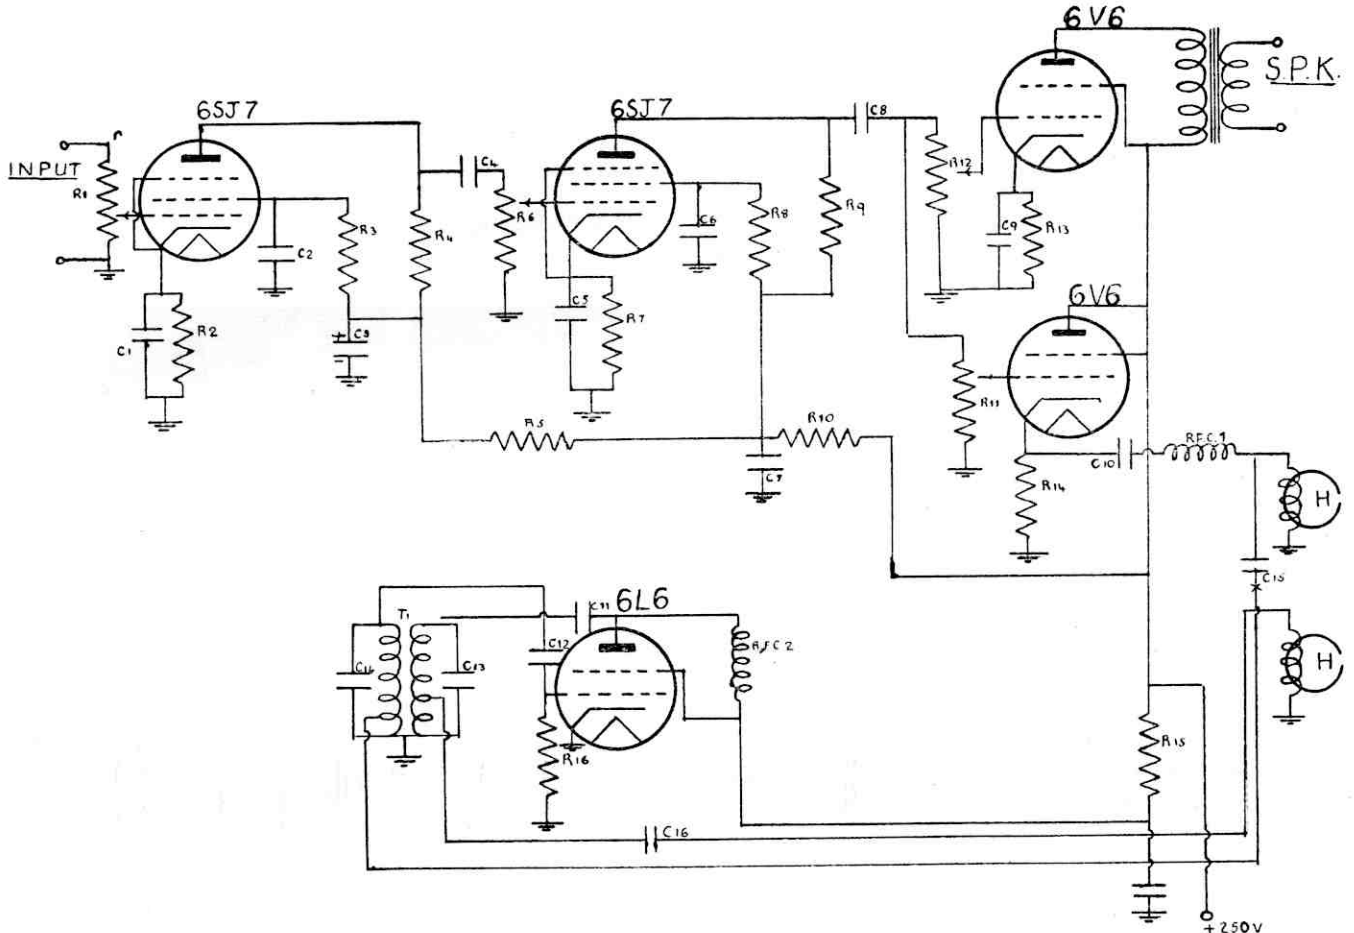 6V6
S.P.K.
6SJ7
6SJ7
C8
INPUT
R1
C4
R12
R6
R3
R8
R9
R4
C6
C2
C9
R13
6V6
C5
R7
R2
C1
C3
R11
R5
R10
R.F.C.1
C10
C7
R14
H
C15
C11
6L6
T1
C12
R.F.C 2
C14
C13
H
R16
R15
C16
+250V